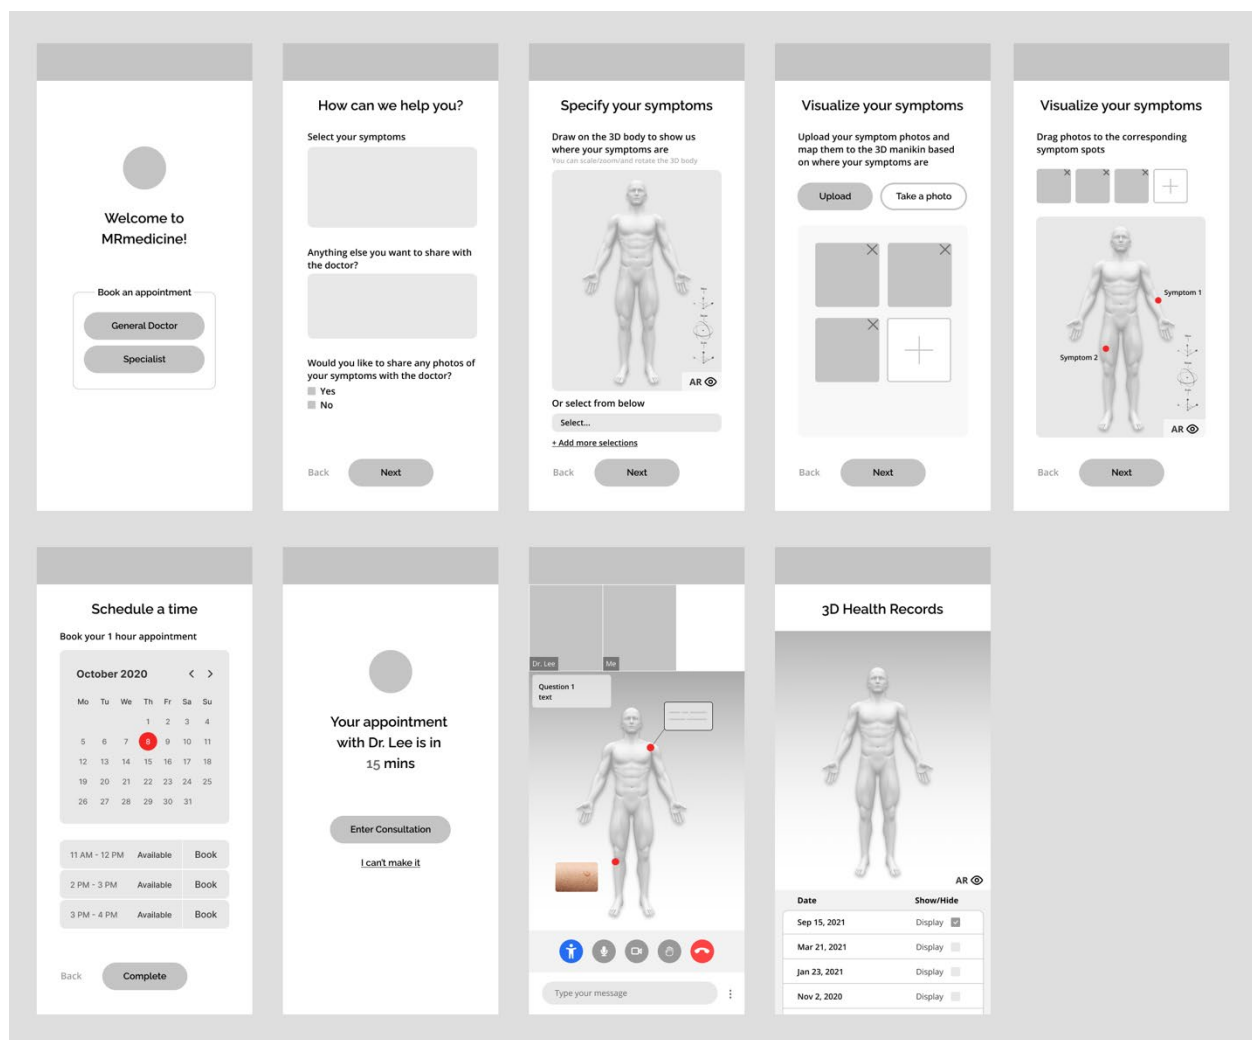 Welcome to
MRmedicine!
Book an appointment
General Doctor
Specialist
How can we help you?
Select your symptoms
Anything else you want to share with
the doctor?
Would you like to share any photos of
your symptoms with the doctor?
Yes
No
Back
Next
Specify your symptoms
Draw on the 3D body to show us
where your symptoms are
You can scale/zoom/and rotate the 3D body
AR
Or select from below
Select...
+ Add more selections
Back
Next
Visualize your symptoms
Upload your symptom photos and
map them to the 3D manikin based
on where your symptoms are
Upload
Take a photo
Back
Next
Visualize your symptoms
Drag photos to the corresponding
symptom spots
Symptom 1
Symptom 2
AR
Back
Next
Schedule a time
Book your 1 hour appointment
October 2020
Mo Tu We Th Fr Sa Su
1 2 3 4
5 6 7 8 9 10 11
12 13 14 15 16 17 18
19 20 21 22 23 24 25
26 27 28 29 30 31
11 AM - 12 PM Available Book
2 PM - 3 PM Available Book
3 PM - 4 PM Available Book
Back
Complete
Your appointment
with Dr. Lee is in
15 mins
Enter Consultation
I can't make it
Dr. Lee
Me
Question 1
text
Type your message
3D Health Records
AR
Date Show/Hide
Sep 15, 2021 Display
Mar 21, 2021 Display
Jan 23, 2021 Display
Nov 2, 2020 Display